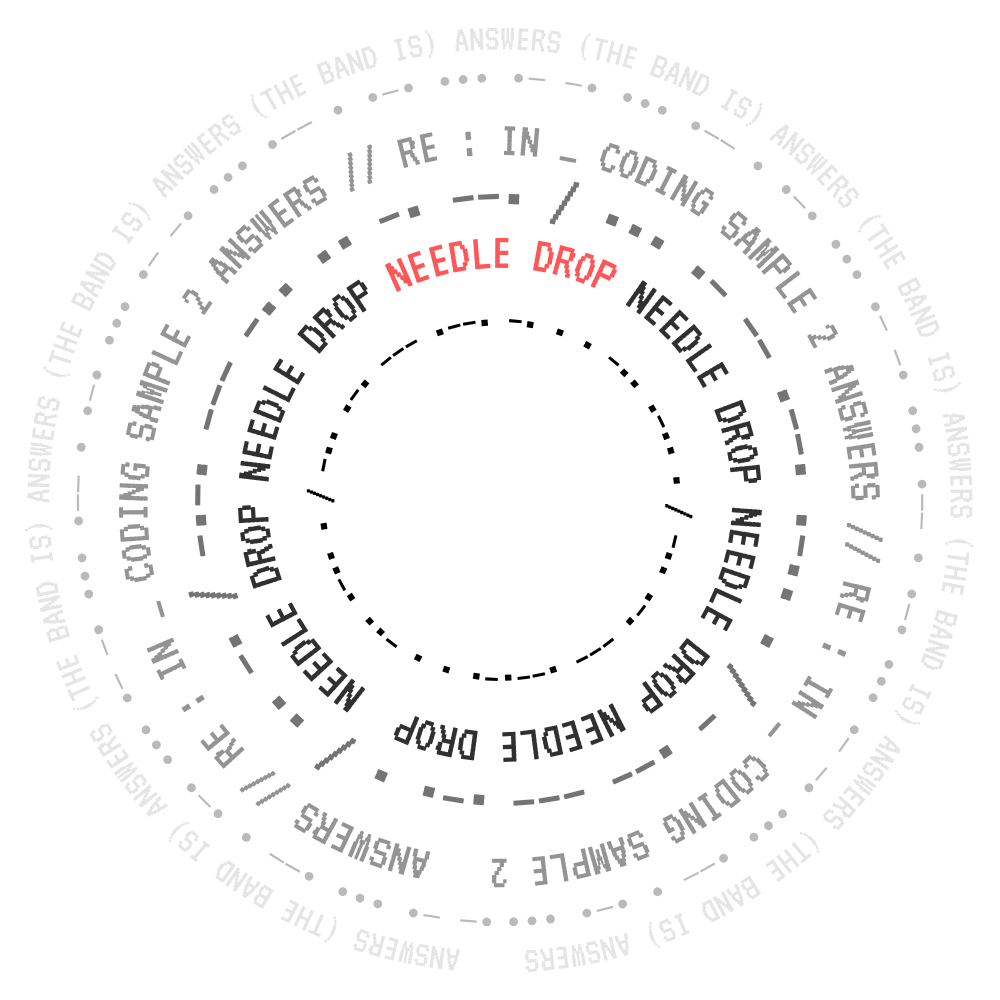 ANSWERS (THE BAND IS) ANSWERS (THE BAND IS) ANSWERS (THE BAND IS) ANSWERS (THE BAND IS) ANSWERS (THE BAND IS) ANSWERS (THE BAND IS) ANSWERS (THE BAND IS) ANSWERS (THE BAND IS) ANSWERS
RE : IN _ CODING SAMPLE 2 ANSWERS // RE : IN _ CODING SAMPLE 2 ANSWERS // RE : IN _ CODING SAMPLE 2 ANSWERS //
NEEDLE DROP NEEDLE DROP NEEDLE DROP NEEDLE DROP NEEDLE DROP NEEDLE DROP